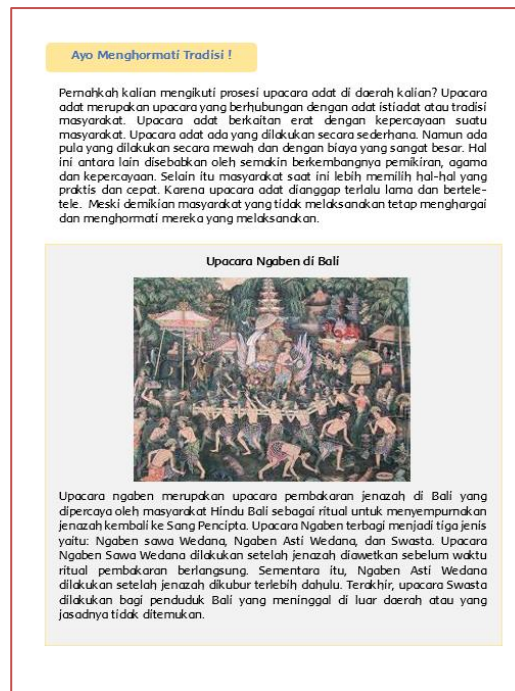 Ayo Menghormati Tradisi !
Pernahkah kalian mengikuti prosesi upacara adat di daerah kalian? Upacara
adat merupakan upacara yang berhubungan dengan adat istiadat atau tradisi
masyarakat. Upacara adat berkaitan erat dengan kepercayaan suatu
masyarakat. Upacara adat ada yang dilakukan secara sederhana. Namun ada
pula yang dilakukan secara mewah dan dengan biaya yang sangat besar. Hal
ini antara lain disebabkan oleh semakin berkembangnya pemikiran, agama
dan kepercayaan. Selain itu masyarakat saat ini lebih memilih hal-hal yang
praktis dan cepat. Karena upacara adat dianggap terlalu lama dan bertele-
tele. Meski demikian masyarakat yang tidak melaksanakan tetap menghargai
dan menghormati mereka yang melaksanakan.
Upacara Ngaben di Bali
Upacara ngaben merupakan upacara pembakaran jenazah di Bali yang
dipercaya oleh masyarakat Hindu Bali sebagai ritual untuk menyempurnakan
jenazah kembali ke Sang Pencipta. Upacara Ngaben terbagi menjadi tiga jenis
yaitu: Ngaben sawa Wedana, Ngaben Asti Wedana, dan Swasta. Upacara
Ngaben Sawa Wedana dilakukan setelah jenazah diawetkan sebelum waktu
ritual pembakaran berlangsung. Sementara itu, Ngaben Asti Wedana
dilakukan setelah jenazah dikubur terlebih dahulu. Terakhir, upacara Swasta
dilakukan bagi penduduk Bali yang meninggal di luar daerah atau yang
jasadnya tidak ditemukan.